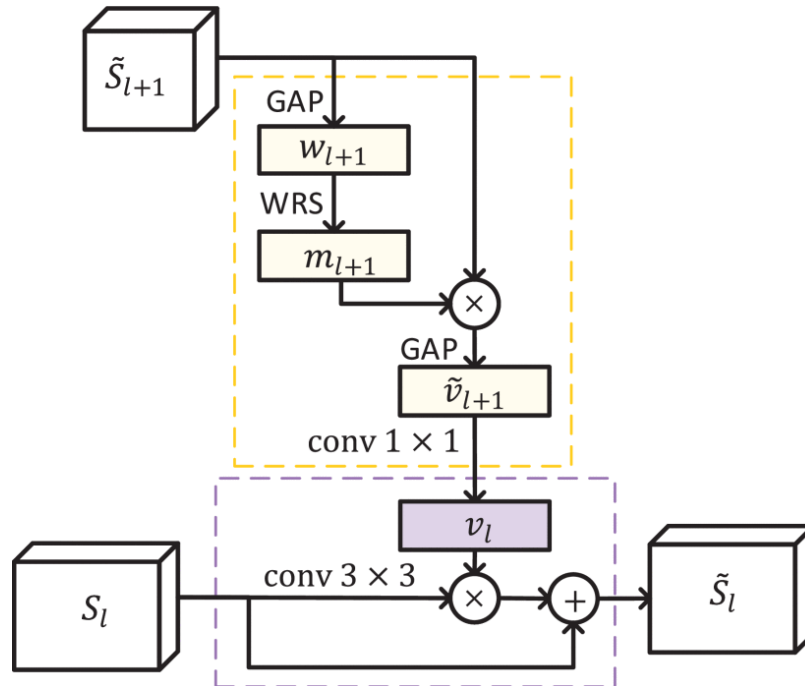 S̃_{l+1}
GAP
w_{l+1}
WRS
m_{l+1}
×
GAP
ṽ_{l+1}
conv 1 × 1
v_l
conv 3 × 3
S_l
×
+
S̃_l